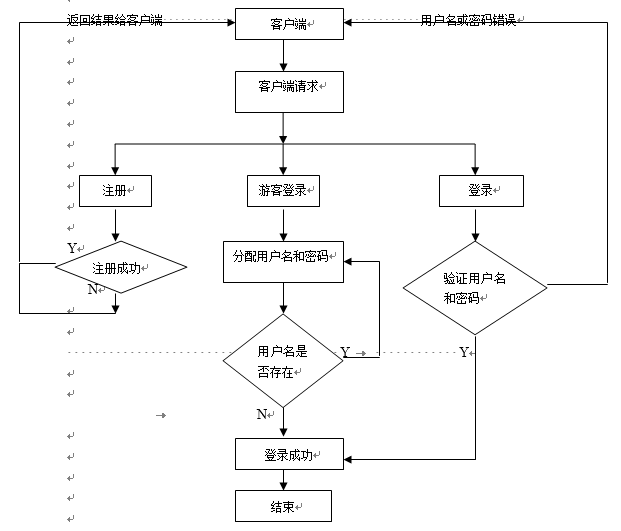 返回结果给客户端
客户端
用户名或密码错误
客户端请求
注册
游客登录
登录
Y
注册成功
N
分配用户名和密码
验证用户名
和密码
用户名是
否存在
Y
Y
N
登录成功
结束